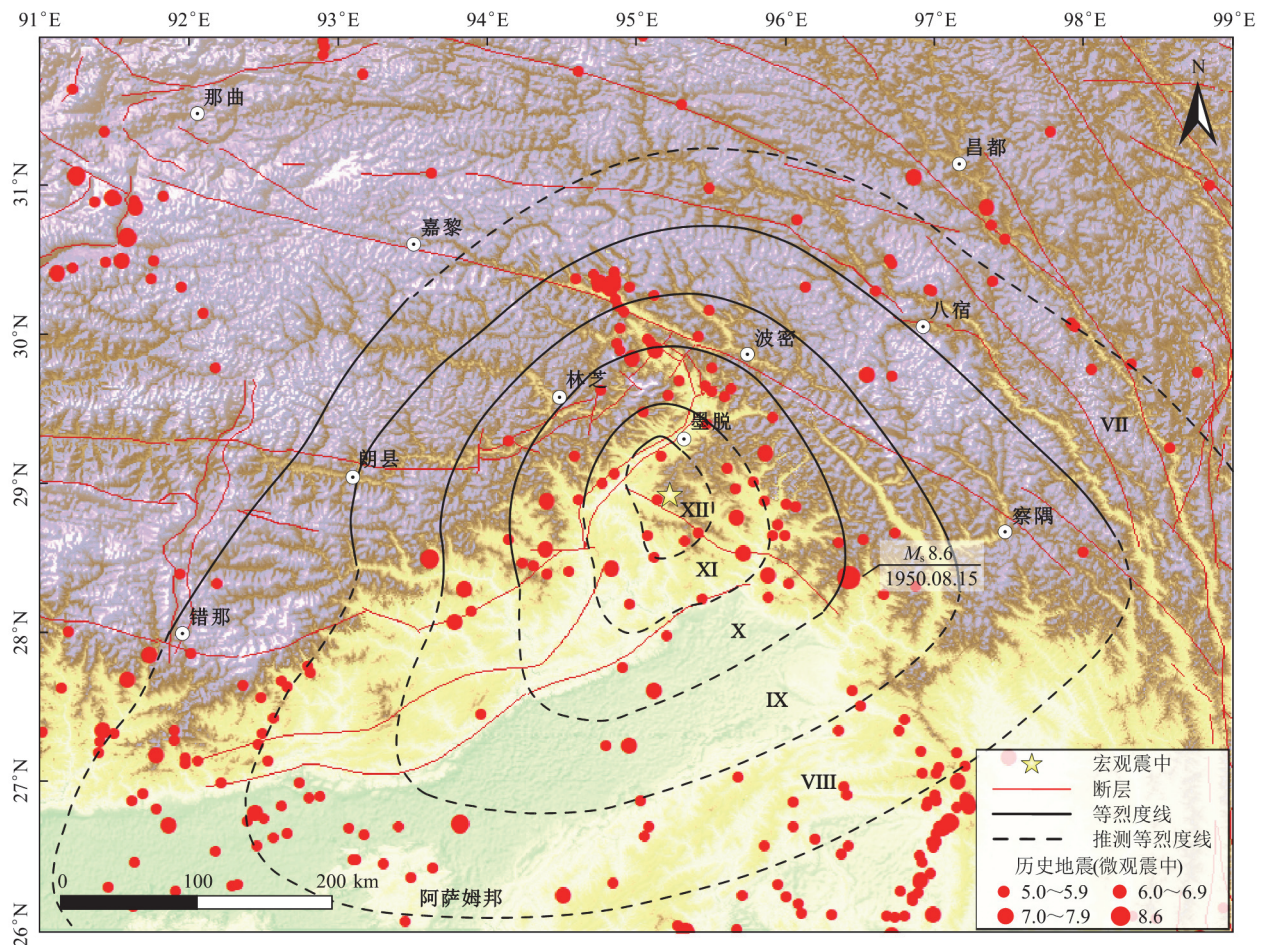 91°E 92°E 93°E 94°E 95°E 96°E 97°E 98°E 99°E
N
那曲
昌都
31°N
嘉黎
八宿
30°N
波密
林芝
墨脱
VII
朗县
29°N
XII
察隅
Ms 8.6
1950.08.15
XI
错那
28°N
X
IX
VIII
27°N
宏观震中
断层
等烈度线
推测等烈度线
历史地震(微观震中)
5.0～5.9 6.0～6.9
7.0～7.9 8.6
0 100 200 km
阿萨姆邦
26°N